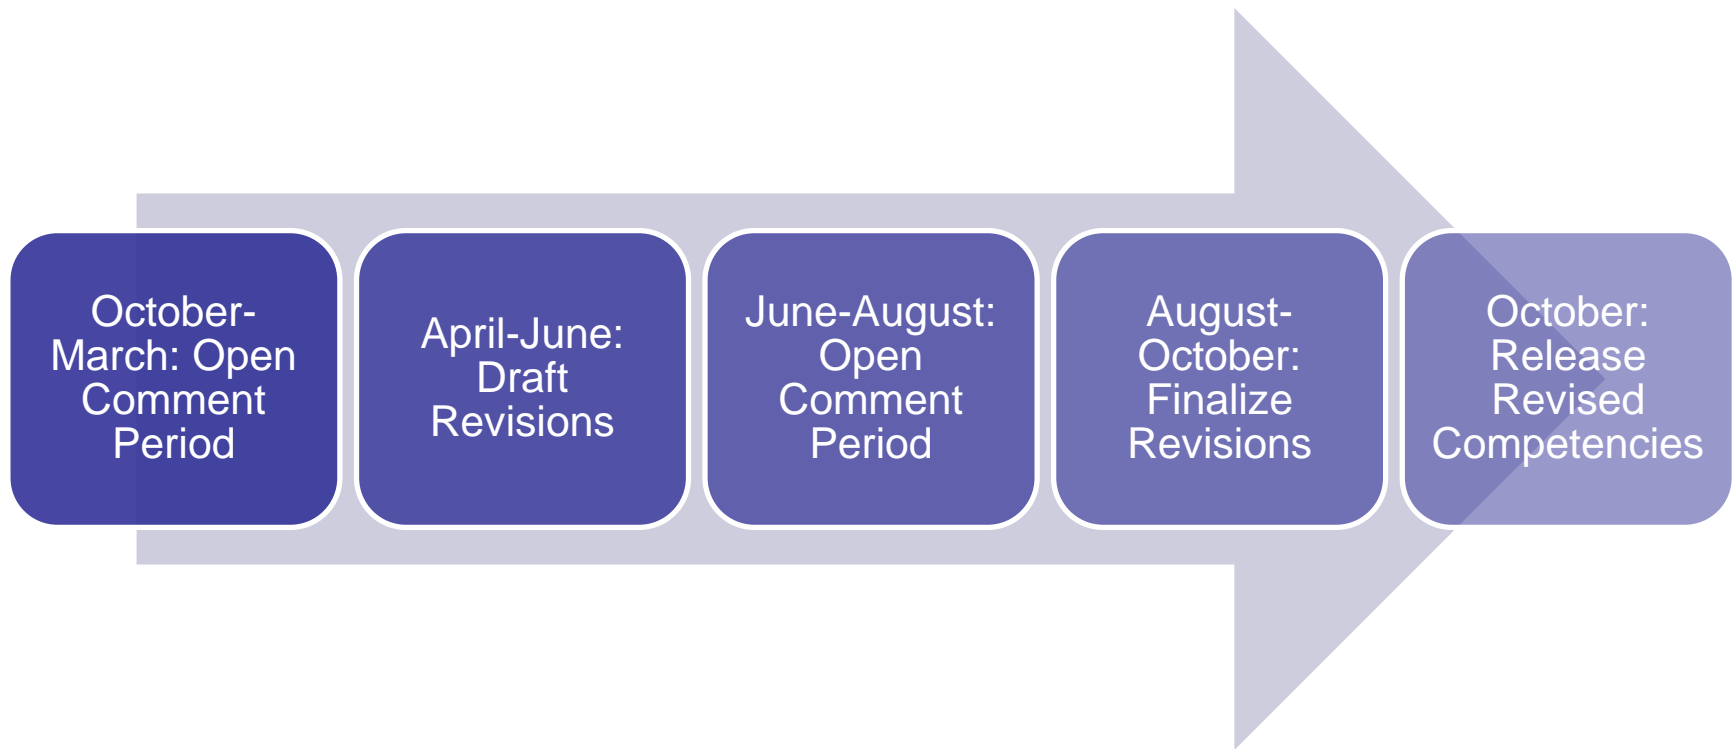 October-
March: Open
Comment
Period
April-June:
Draft
Revisions
June-August:
Open
Comment
Period
August-
October:
Finalize
Revisions
October:
Release
Revised
Competencies